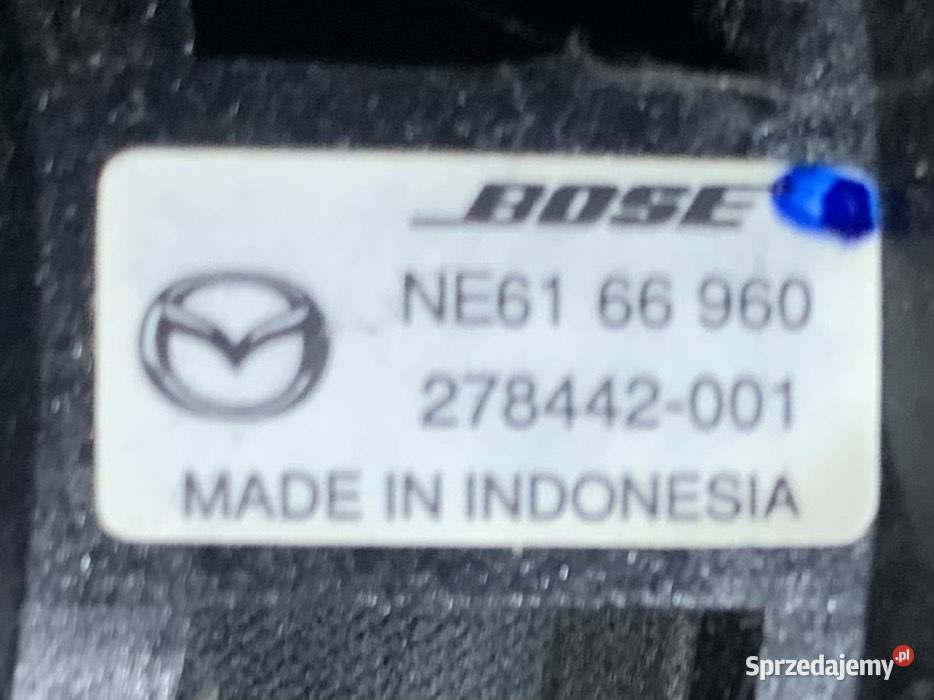 BOSE
NE61 66 960
278442-001
MADE IN INDONESIA
Sprzedajemy.pl